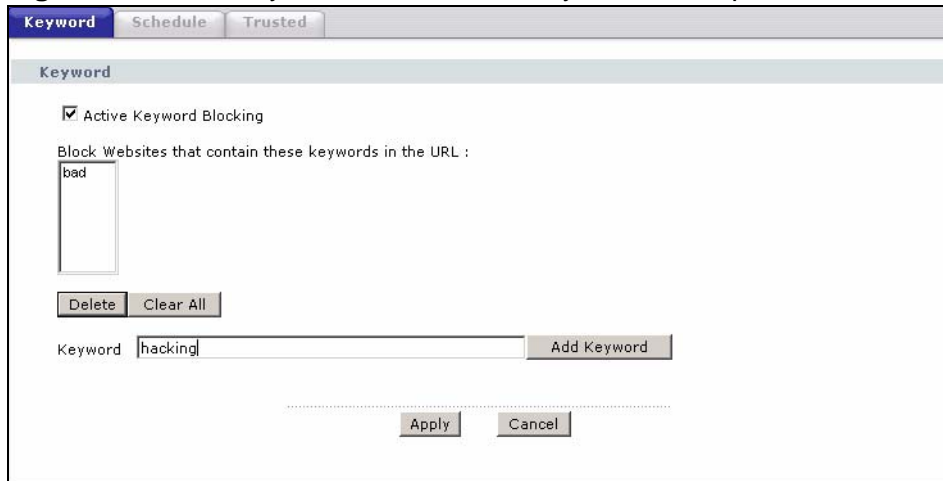 Keyword Schedule Trusted
Keyword
Active Keyword Blocking
Block Websites that contain these keywords in the URL :
bad
Delete Clear All
Keyword hacking Add Keyword
Apply Cancel